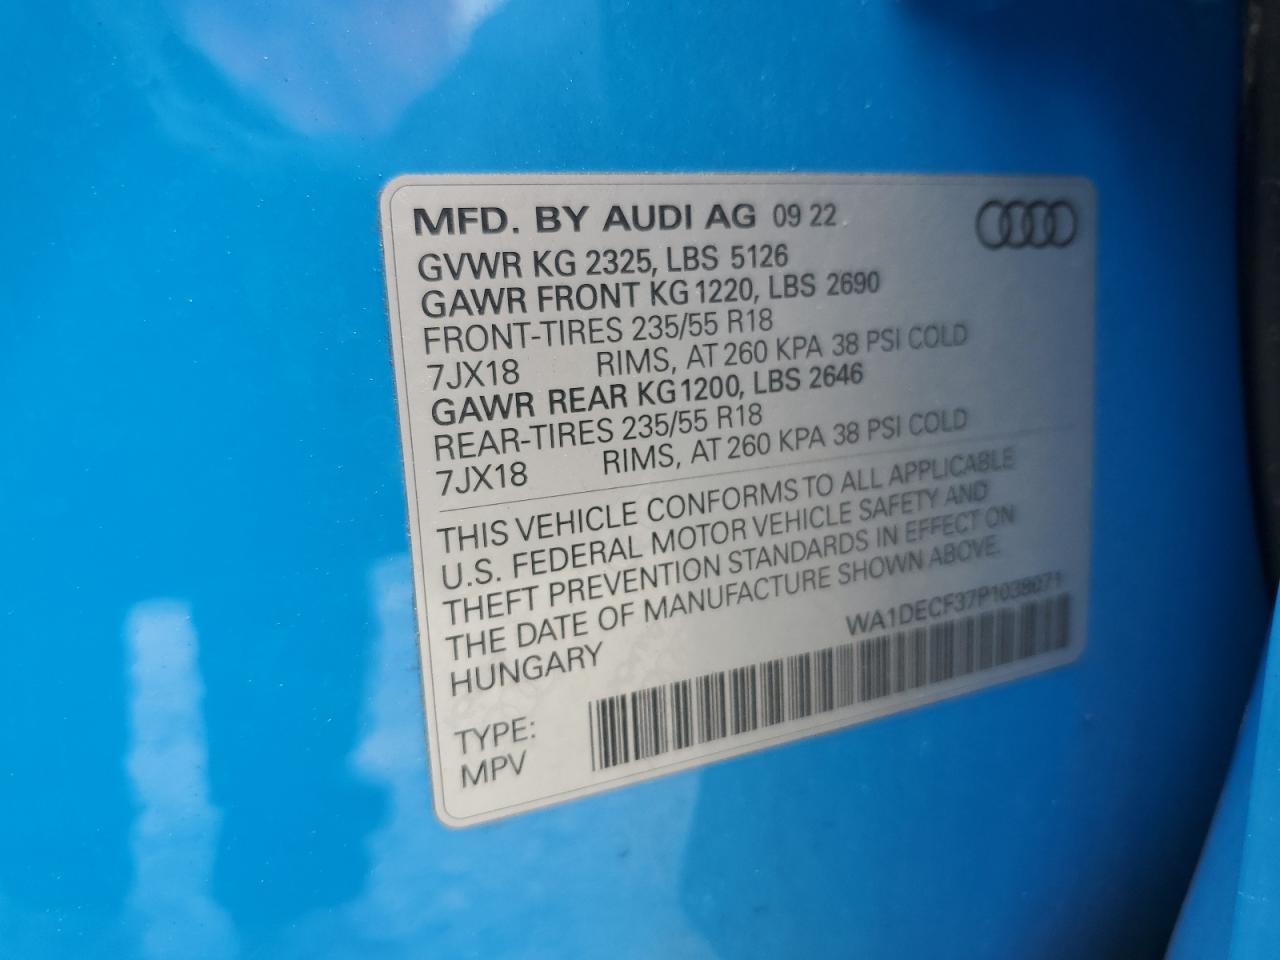 MFD. BY AUDI AG 09 22
GVWR KG 2325, LBS 5126
GAWR FRONT KG 1220, LBS 2690
FRONT-TIRES 235/55 R18
7JX18 RIMS, AT 260 KPA 38 PSI COLD
GAWR REAR KG 1200, LBS 2646
REAR-TIRES 235/55 R18
7JX18 RIMS, AT 260 KPA 38 PSI COLD
THIS VEHICLE CONFORMS TO ALL APPLICABLE
U.S. FEDERAL MOTOR VEHICLE SAFETY AND
THEFT PREVENTION STANDARDS IN EFFECT ON
THE DATE OF MANUFACTURE SHOWN ABOVE.
HUNGARY
WA1DECF37P1038071
TYPE:
MPV